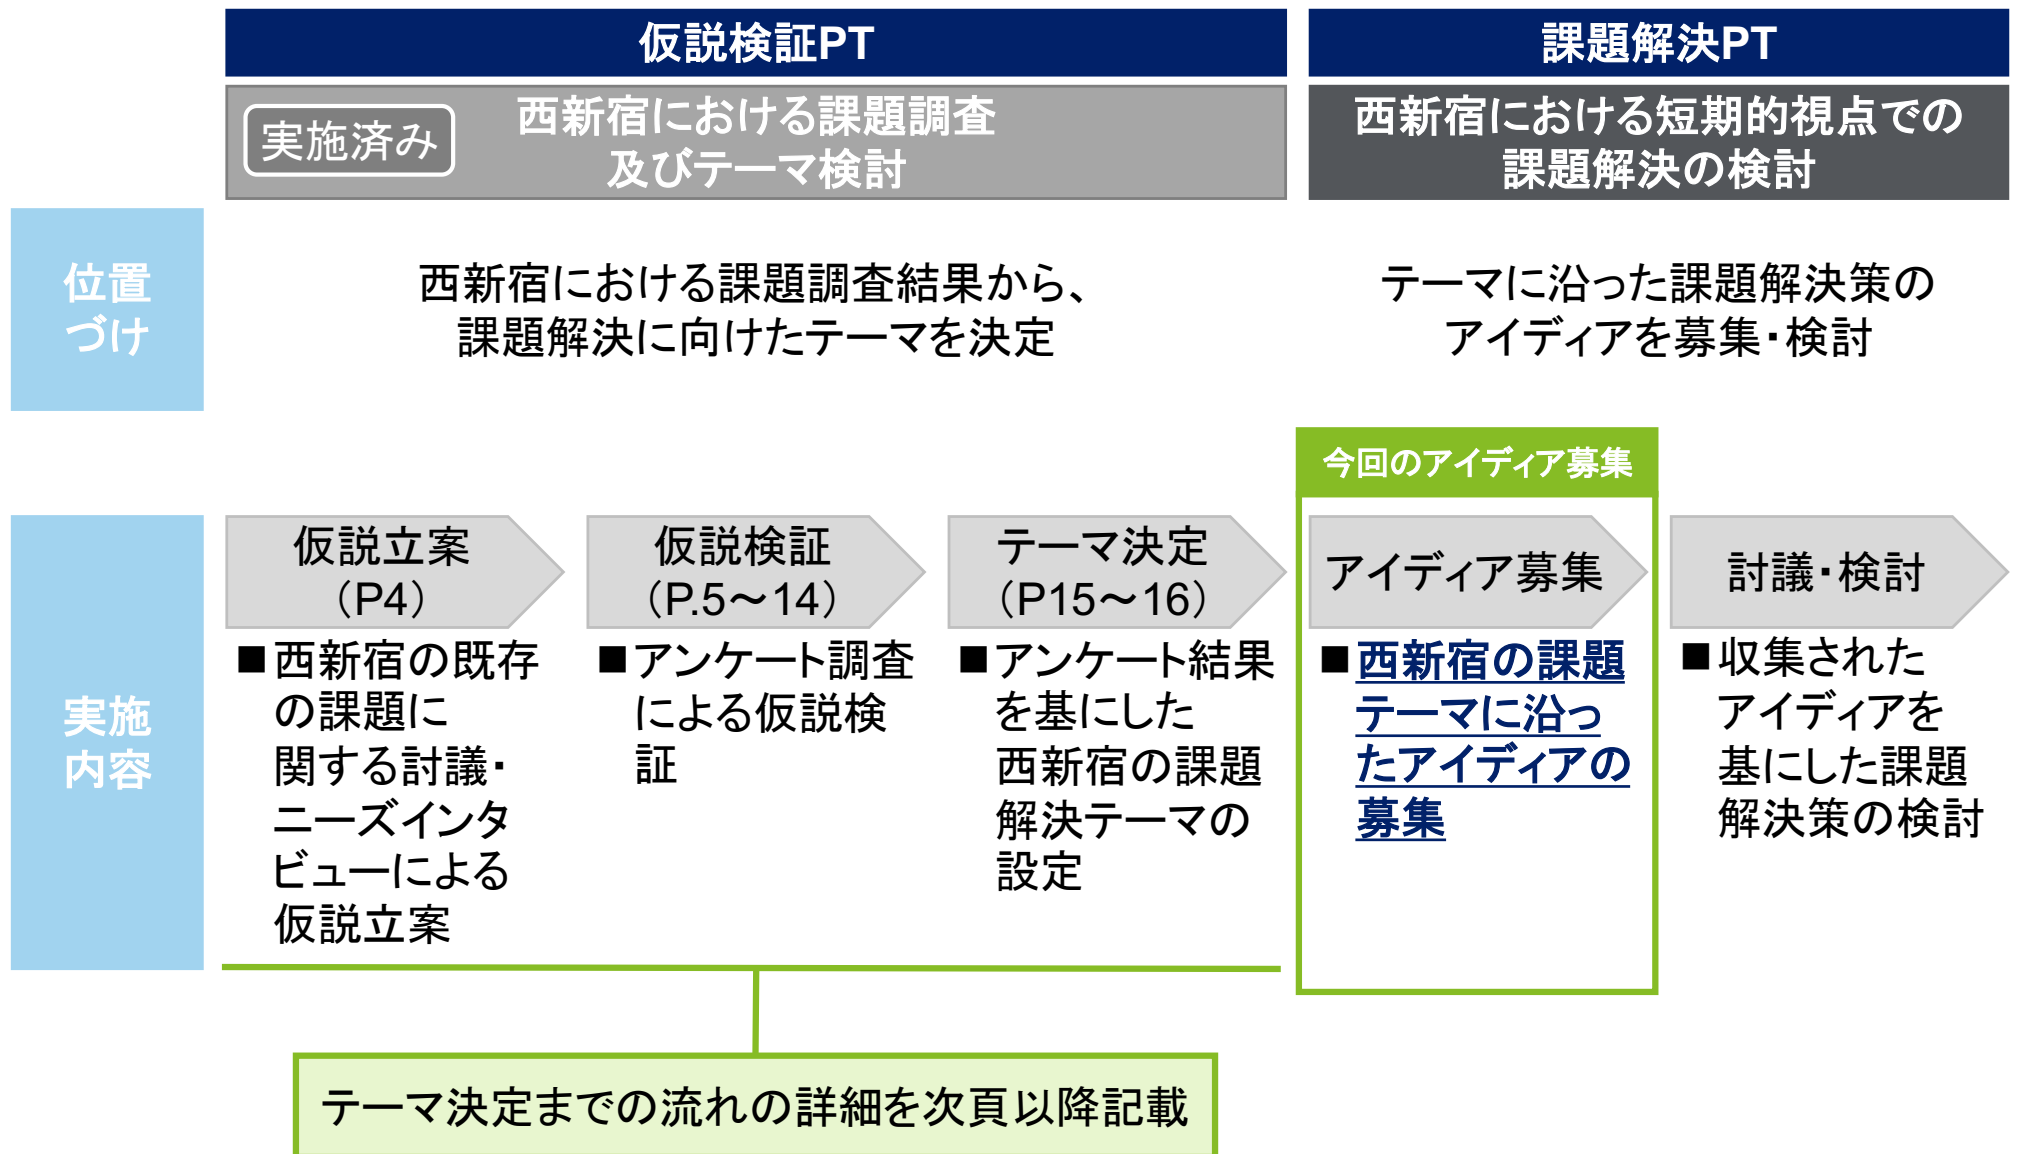 仮説検証PT
課題解決PT
実施済み
西新宿における課題調査
及びテーマ検討
西新宿における短期的視点での
課題解決の検討
位置
づけ
西新宿における課題調査結果から、
課題解決に向けたテーマを決定
テーマに沿った課題解決策の
アイディアを募集・検討
今回のアイディア募集
実施
内容
仮説立案
（P4）
■西新宿の既存
の課題に
関する討議・
ニーズインタ
ビューによる
仮説立案
仮説検証
（P.5～14）
■アンケート調査
による仮説検
証
テーマ決定
（P15～16）
■アンケート結果
を基にした
西新宿の課題
解決テーマの
設定
アイディア募集
■西新宿の課題
テーマに沿っ
たアイディアの
募集
討議・検討
■収集された
アイディアを
基にした課題
解決策の検討
テーマ決定までの流れの詳細を次頁以降記載